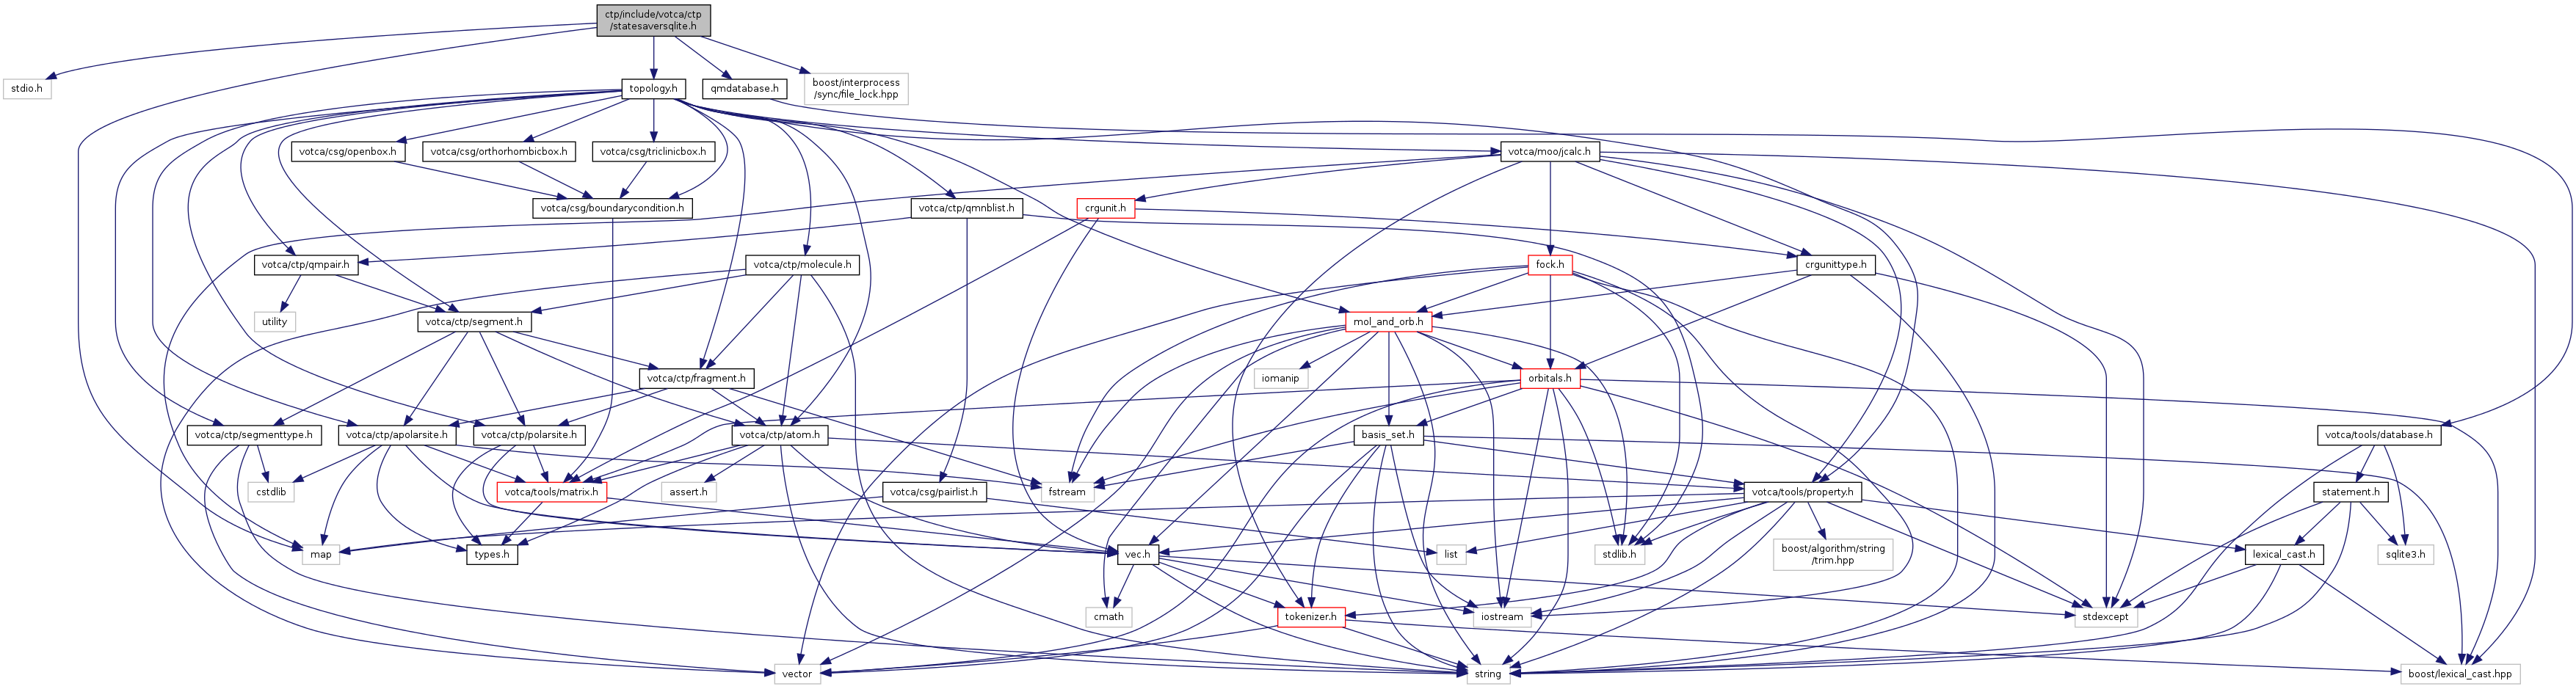 ctp/include/votca/ctp
/statesaversqlite.h
stdio.h
topology.h
qmdatabase.h
boost/interprocess
/sync/file_lock.hpp
votca/csg/openbox.h
votca/csg/orthorhombicbox.h
votca/csg/triclinicbox.h
votca/moo/jcalc.h
votca/csg/boundarycondition.h
votca/ctp/qmnblist.h
crgunit.h
votca/ctp/qmpair.h
votca/ctp/molecule.h
fock.h
crgunittype.h
utility
votca/ctp/segment.h
mol_and_orb.h
votca/ctp/fragment.h
iomanip
orbitals.h
votca/ctp/segmenttype.h
votca/ctp/apolarsite.h
votca/ctp/polarsite.h
votca/ctp/atom.h
basis_set.h
votca/tools/database.h
cstdlib
votca/tools/matrix.h
assert.h
votca/csg/pairlist.h
fstream
votca/tools/property.h
statement.h
map
types.h
vec.h
list
stdlib.h
boost/algorithm/string
/trim.hpp
lexical_cast.h
sqlite3.h
cmath
tokenizer.h
iostream
stdexcept
vector
string
boost/lexical_cast.hpp